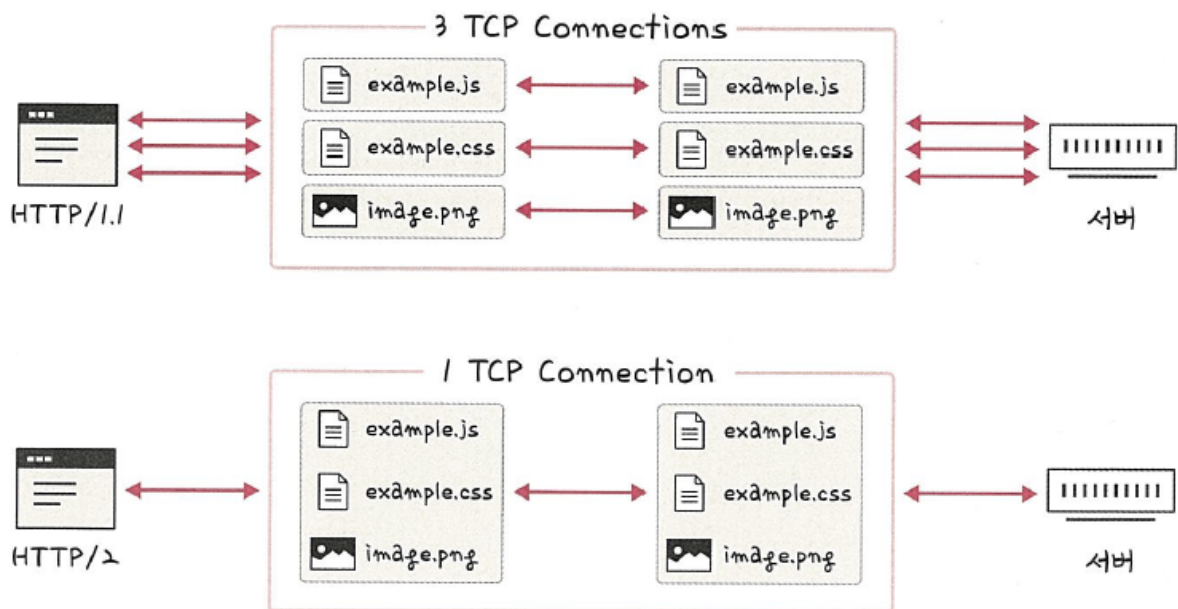 3 TCP Connections
example.js
example.js
example.css
example.css
image.png
image.png
HTTP/1.1
서버
1 TCP Connection
example.js
example.js
example.css
example.css
image.png
image.png
HTTP/2
서버